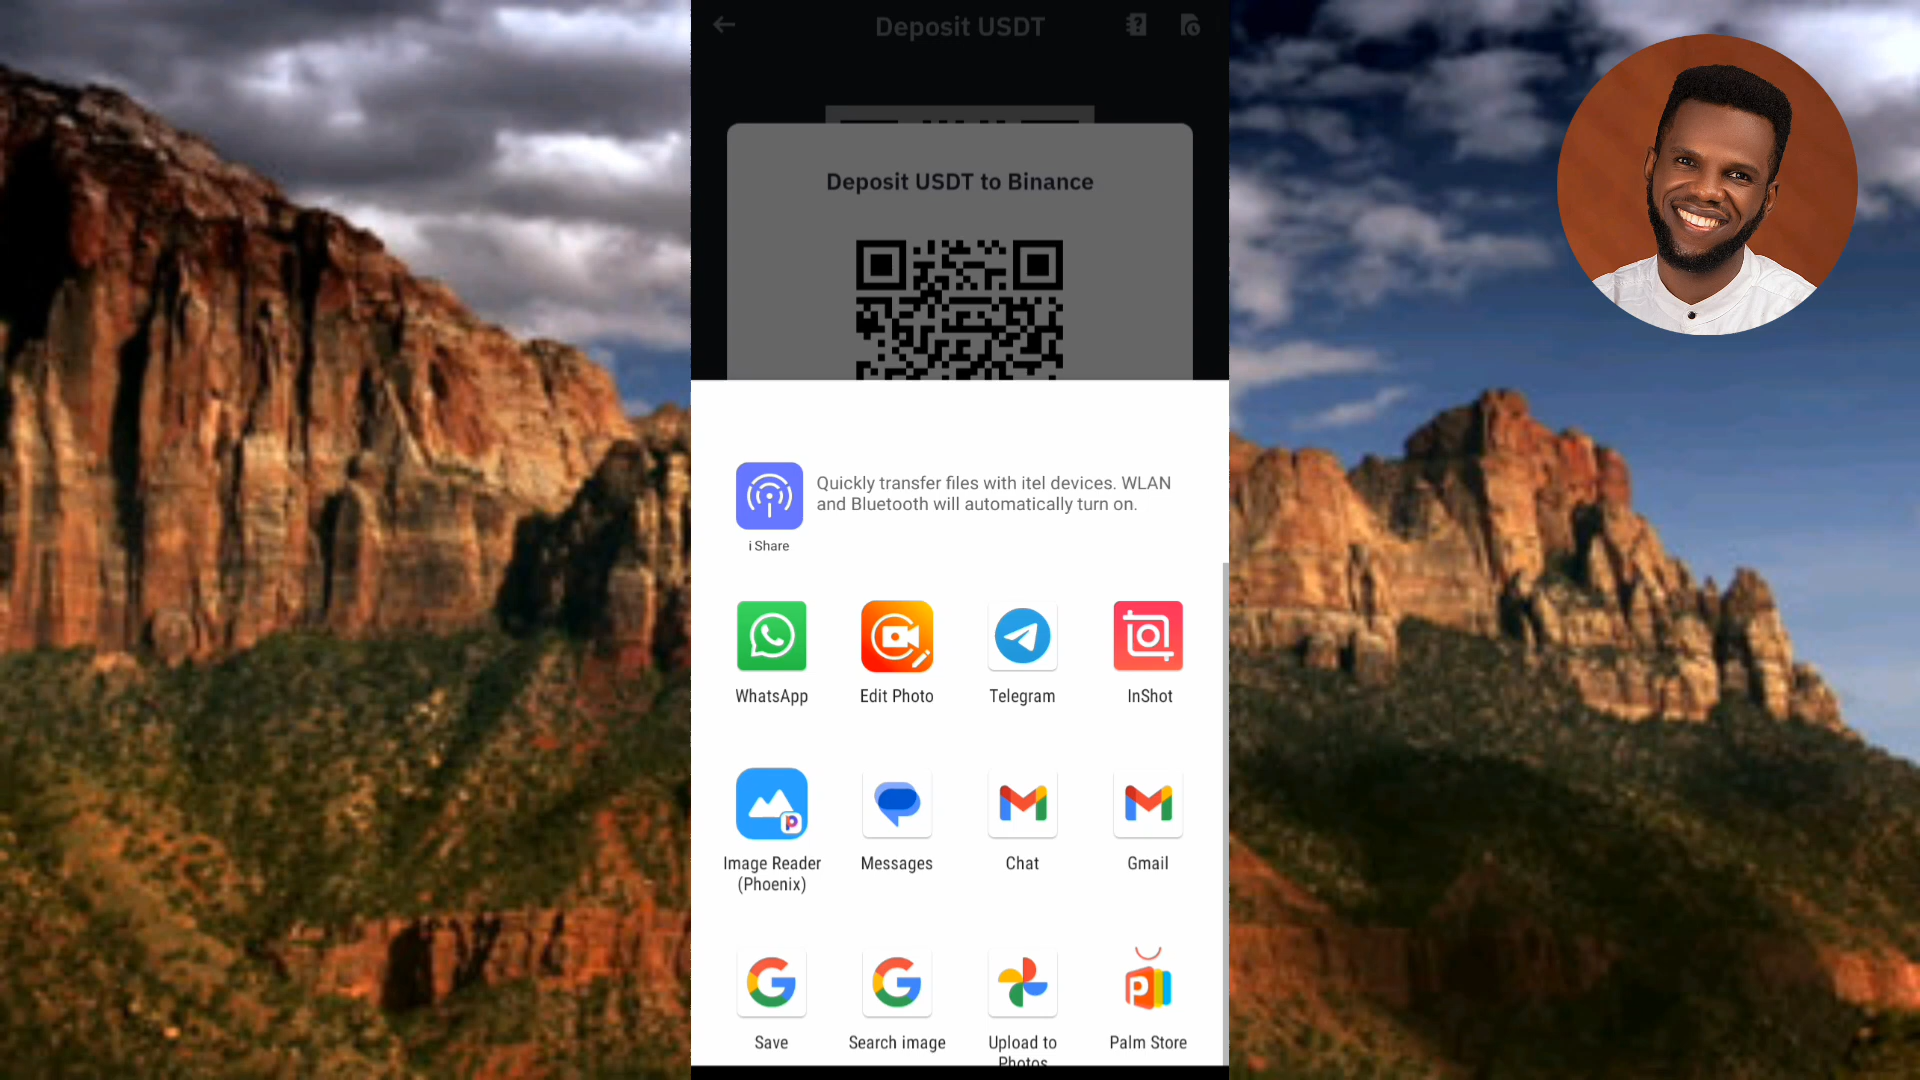 Deposit USDT
Deposit USDT to Binance
Quickly transfer files with itel devices. WLAN
and Bluetooth will automatically turn on.
i Share
WhatsApp
Edit Photo
Telegram
InShot
Image Reader
(Phoenix)
Messages
Chat
Gmail
Save
Search image
Upload to
Photos
Palm Store